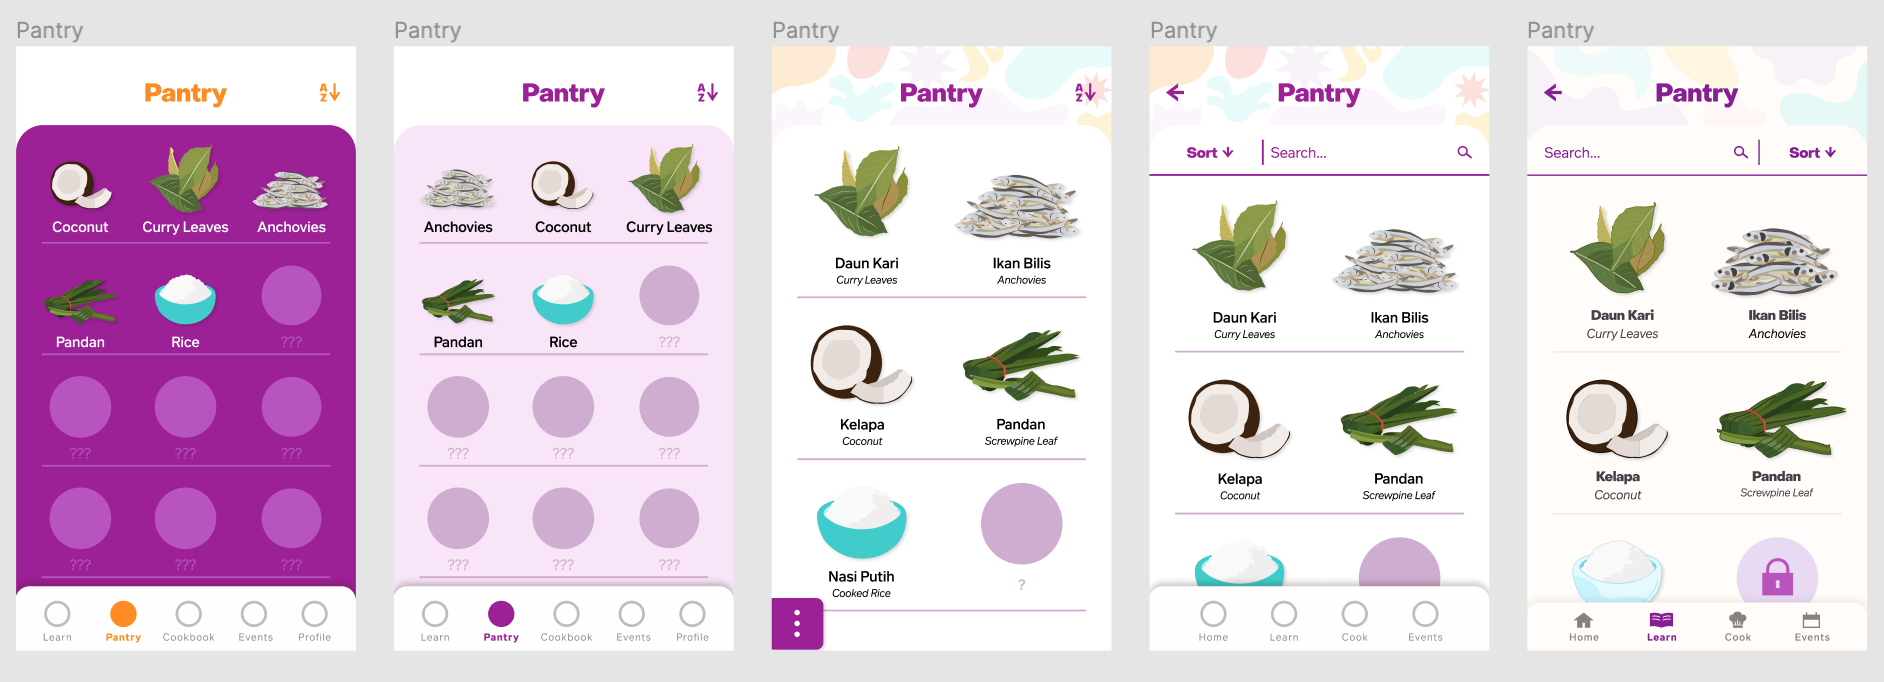 Pantry
Pantry
A
Z
Coconut
Curry Leaves
Anchovies
Pandan
Rice
???
???
???
???
???
???
???
Learn
Pantry
Cookbook
Events
Profile
Pantry
Pantry
A
Z
Anchovies
Coconut
Curry Leaves
Pandan
Rice
???
???
???
???
???
???
???
Learn
Pantry
Cookbook
Events
Profile
Pantry
Pantry
A
Z
Daun Kari
Curry Leaves
Ikan Bilis
Anchovies
Kelapa
Coconut
Pandan
Screwpine Leaf
Nasi Putih
Cooked Rice
?
Pantry
Pantry
Sort
Search...
Daun Kari
Curry Leaves
Ikan Bilis
Anchovies
Kelapa
Coconut
Pandan
Screwpine Leaf
Home
Learn
Cook
Events
Pantry
Pantry
Search...
Sort
Daun Kari
Curry Leaves
Ikan Bilis
Anchovies
Kelapa
Coconut
Pandan
Screwpine Leaf
Home
Learn
Cook
Events